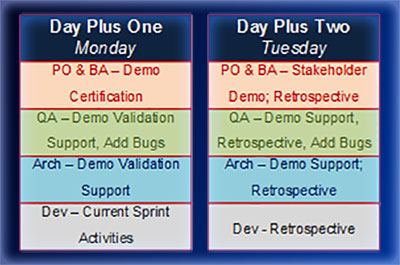 Day Plus One
Monday
PO & BA – Demo
Certification
QA – Demo Validation
Support, Add Bugs
Arch – Demo Validation
Support
Dev – Current Sprint
Activities
Day Plus Two
Tuesday
PO & BA – Stakeholder
Demo; Retrospective
QA – Demo Support,
Retrospective, Add Bugs
Arch – Demo Support;
Retrospective
Dev - Retrospective